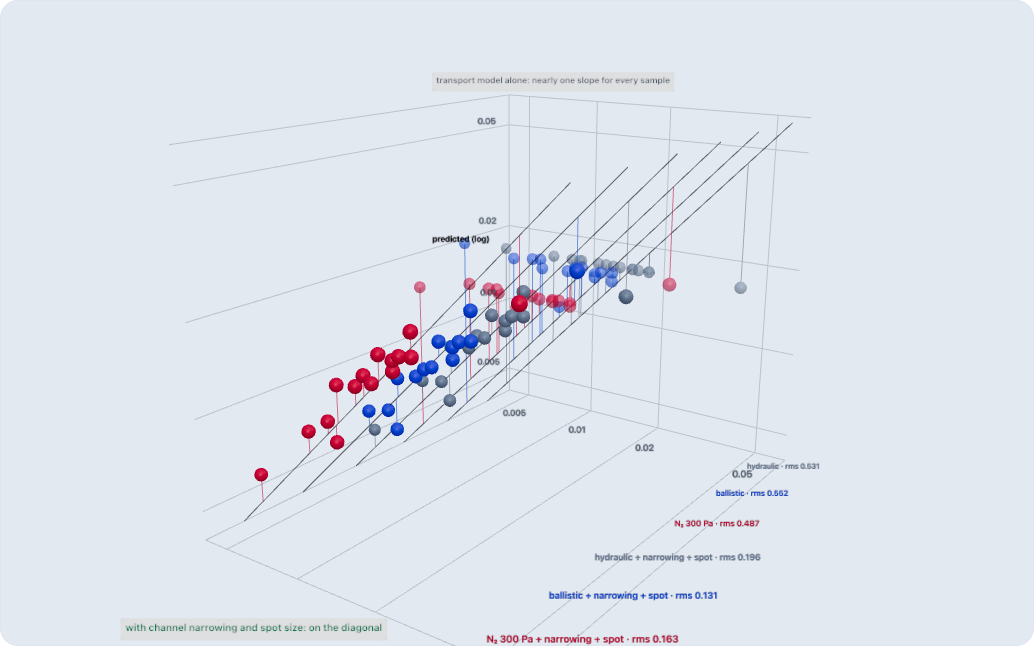 transport model alone: nearly one slope for every sample
0.05
0.02
predicted (log)
0.005
0.005
0.01
0.02
0.05
hydraulic · rms 0.531
ballistic · rms 0.552
N₂ 300 Pa · rms 0.487
hydraulic + narrowing + spot · rms 0.196
ballistic + narrowing + spot · rms 0.131
with channel narrowing and spot size: on the diagonal
N₂ 300 Pa + narrowing + spot · rms 0.163